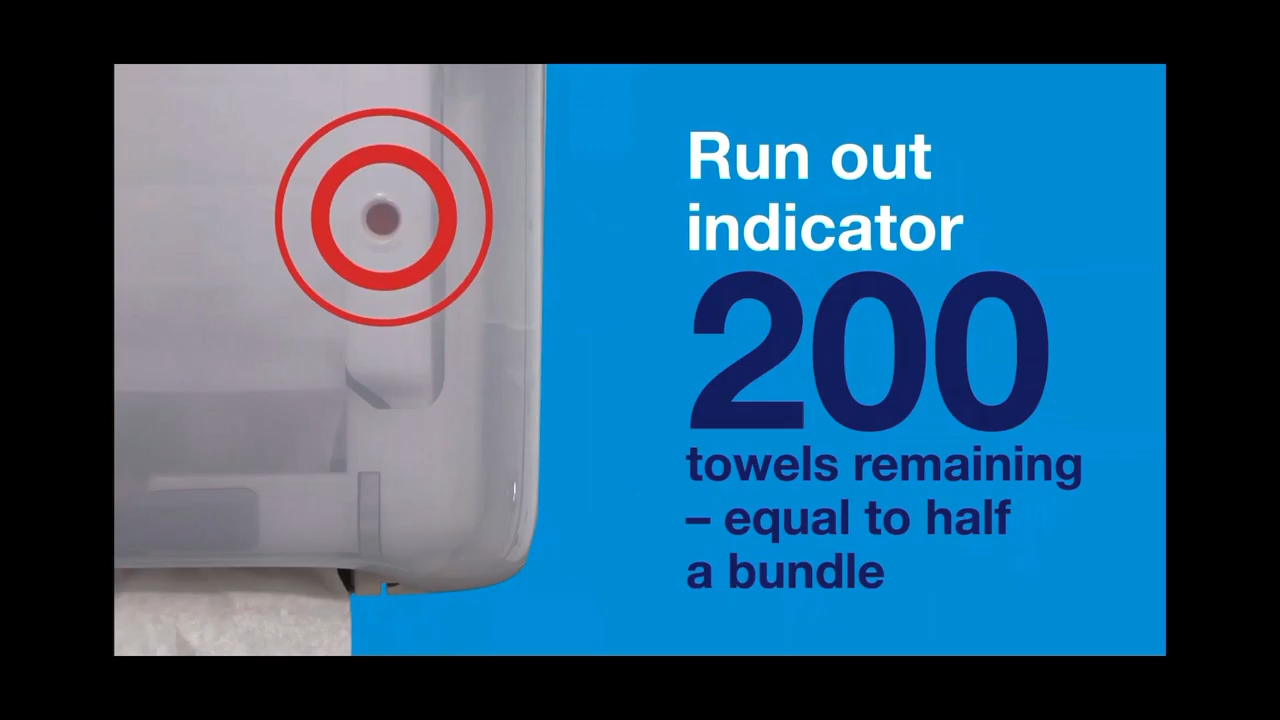 Run out
indicator
200
towels remaining
– equal to half
a bundle